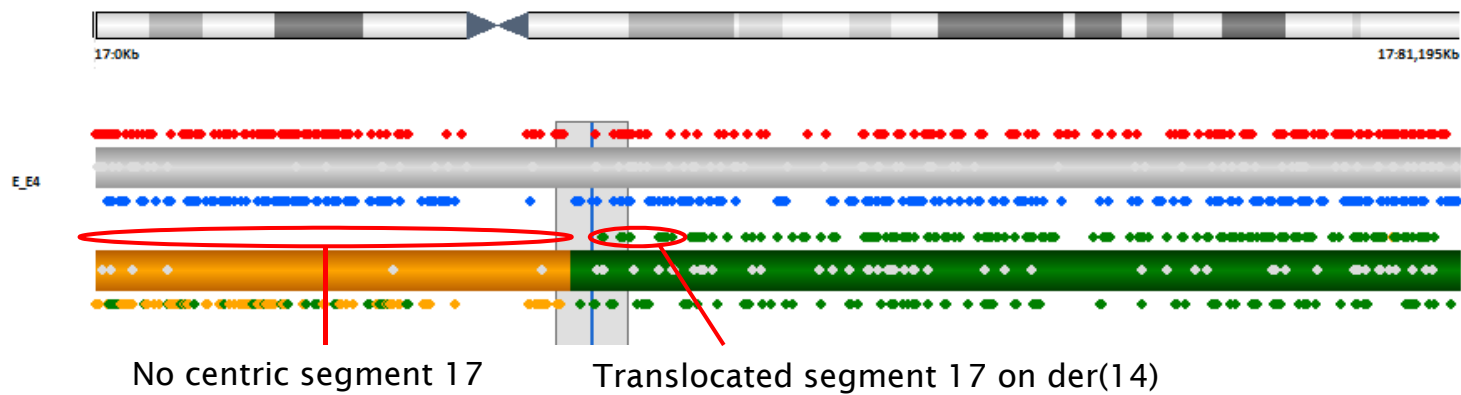 17:0Kb
17:81,195Kb
E_E4
No centric segment 17
Translocated segment 17 on der(14)